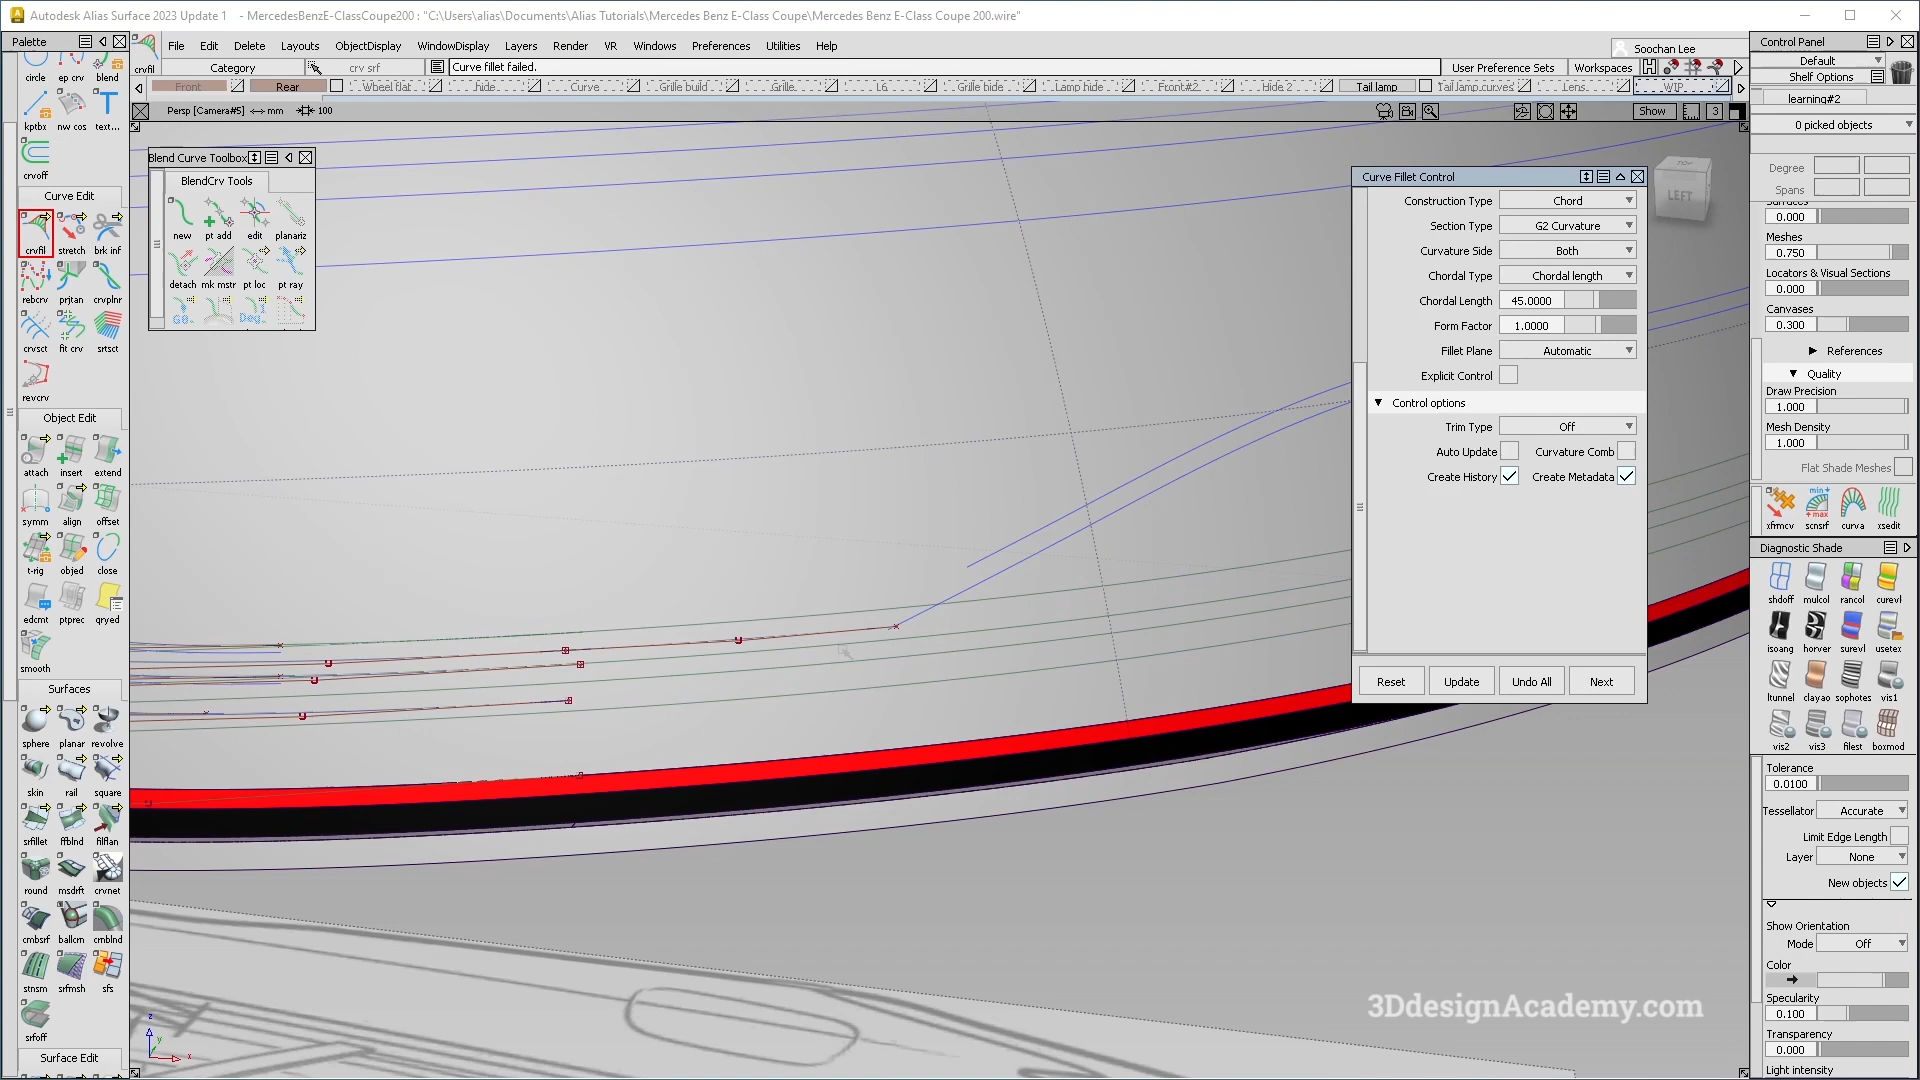 Autodesk Alias Surface 2023 Update 1 - MercedesBenzE-ClassCoupe200 : "C:\Users\alias\Documents\Alias Tutorials\Mercedes Benz E-Class Coupe\Mercedes Benz E-Class Coupe 200.wire"
Palette
File Edit Delete Layouts ObjectDisplay WindowDisplay Layers Render VR Windows Preferences Utilities Help
Soochan Lee
crvfil
Category
crv srf
Curve fillet failed.
User Preference Sets
Workspaces
Front Rear Wheel flat hide Curve Grille build Grille L6 Grille hide Lamp hide Front#2 Hide 2 Tail lamp Tail lamp curves Lens WIP
Persp [Camera#5] mm 100
Show
3
circle ep crv blend
kptbx nw cos text...
crvoff
Curve Edit
crvfil stretch brk inf
rebcrv prjtan crvplnr
crvsct fit crv srtsct
revcrv
Object Edit
attach insert extend
symm align offset
t-rig objed close
edcmt ptprec qryed
smooth
Surfaces
sphere planar revolve
skin rail square
srfillet ffblnd filflan
round msdrft crvnet
cmbsrf ballcrn cmblnd
stnsm srfmsh sfs
srfoff
Surface Edit
Blend Curve Toolbox
BlendCrv Tools
new pt add edit planariz
detach mk mstr pt loc pt ray
G0.. Deg..
TOP
LEFT
Curve Fillet Control
Construction Type Chord
Section Type G2 Curvature
Curvature Side Both
Chordal Type Chordal length
Chordal Length 45.0000
Form Factor 1.0000
Fillet Plane Automatic
Explicit Control
Control options
Trim Type Off
Auto Update Curvature Comb
Create History Create Metadata
Reset Update Undo All Next
z
y
x
3DdesignAcademy.com
Control Panel
Default
Shelf Options
learning#2
0 picked objects
Degree
Spans
Surfaces
0.000
Meshes
0.750
Locators & Visual Sections
0.000
Canvases
0.300
References
Quality
Draw Precision
1.000
Mesh Density
1.000
Flat Shade Meshes
min+
+max
xfrmcv scnsrf curva xsedit
Diagnostic Shade
shdoff mulcol rancol curevl
isoang horver surevl usetex
ltunnel clayao sophotes vis1
vis2 vis3 filest boxmod
Tolerance
0.0100
Tessellator Accurate
Limit Edge Length
Layer None
New objects
Show Orientation
Mode Off
Color
Specularity
0.100
Transparency
0.000
Light intensity